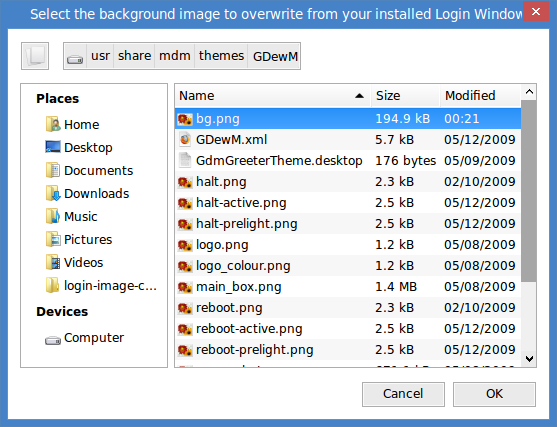 Select the background image to overwrite from your installed Login Window
usr share mdm themes GDewM
Places
Home
Desktop
Documents
Downloads
Music
Pictures
Videos
login-image-c...
Devices
Computer
Name Size Modified
bg.png 194.9 kB 00:21
GDewM.xml 5.7 kB 05/12/2009
GdmGreeterTheme.desktop 176 bytes 05/09/2009
halt.png 2.3 kB 02/10/2009
halt-active.png 2.5 kB 05/12/2009
halt-prelight.png 2.5 kB 05/12/2009
logo.png 1.2 kB 05/08/2009
logo_colour.png 1.2 kB 05/08/2009
main_box.png 1.4 MB 05/08/2009
reboot.png 2.3 kB 02/10/2009
reboot-active.png 2.5 kB 05/12/2009
reboot-prelight.png 2.5 kB 05/12/2009
Cancel OK